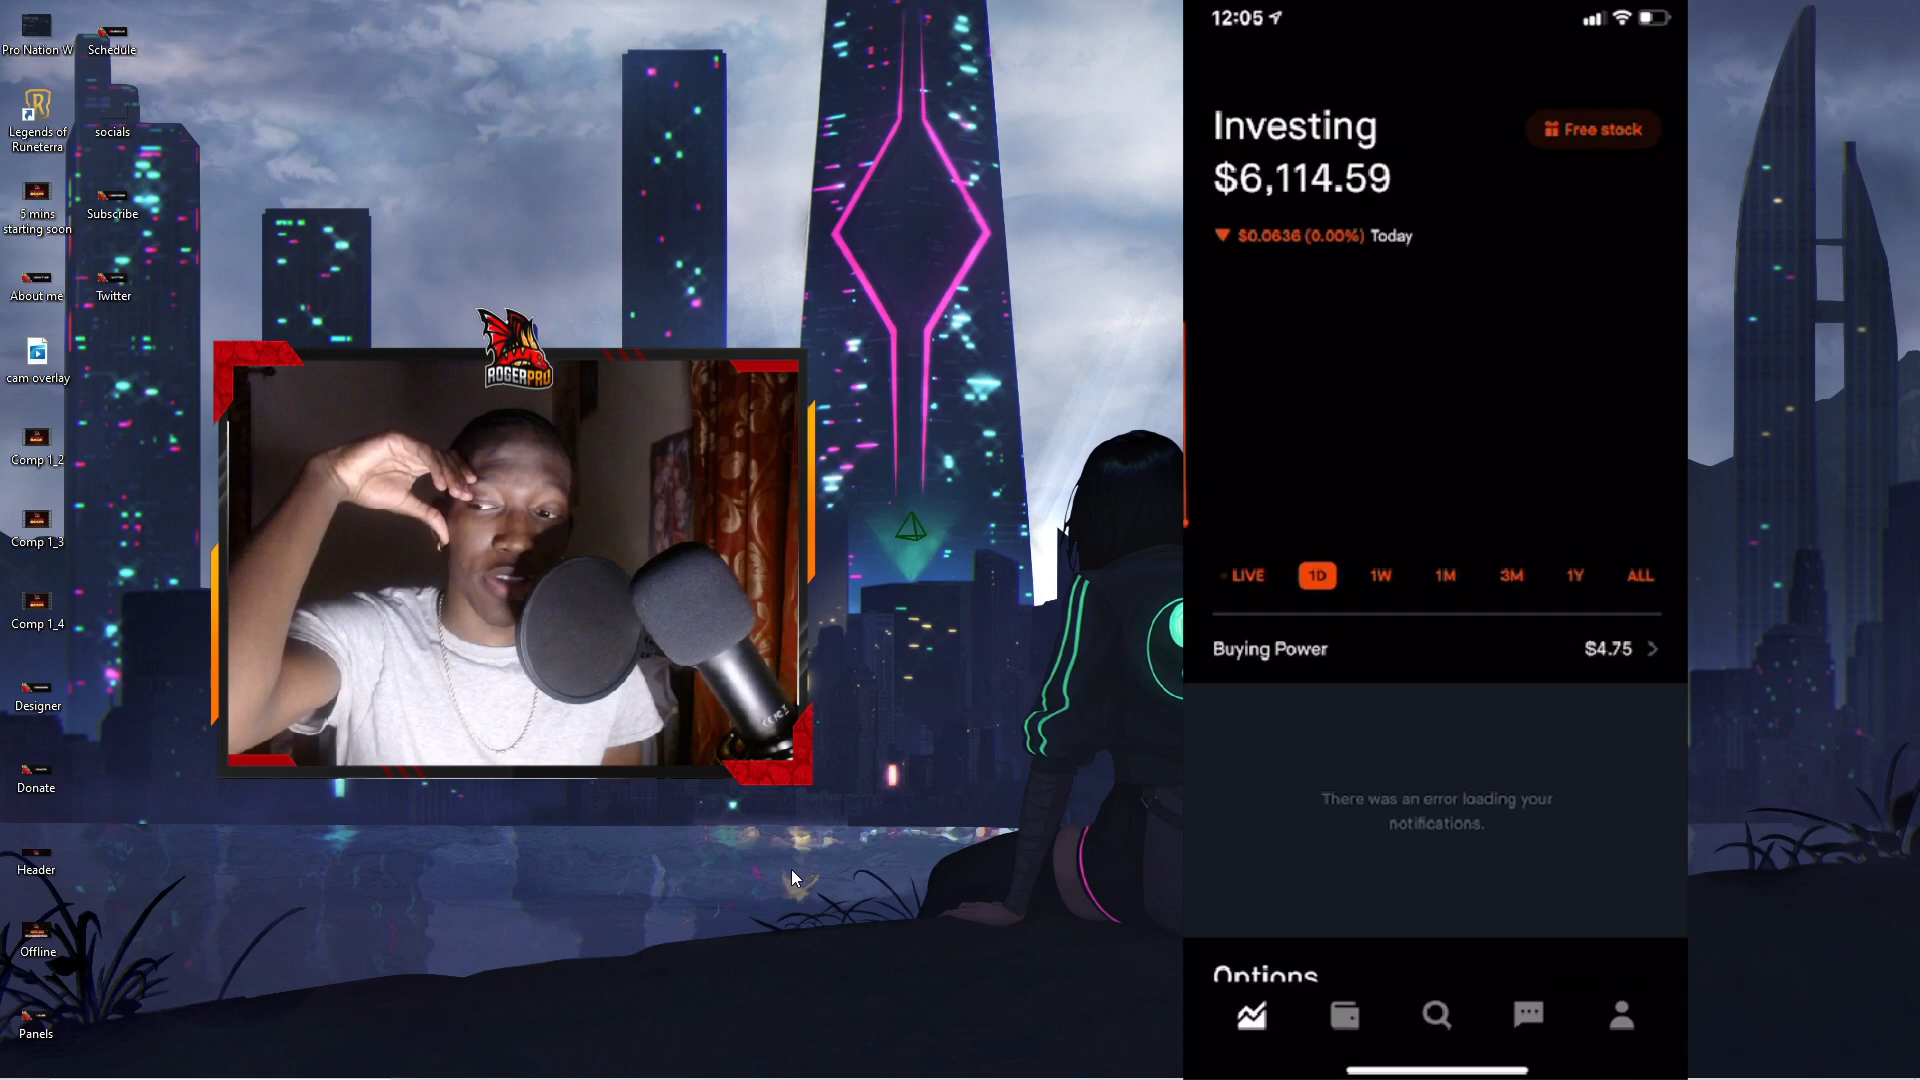 Pro Nation W
Schedule
Legends of
Runeterra
socials
5 mins
starting soon
Subscribe
About me
Twitter
cam overlay
Comp 1_2
Comp 1_3
Comp 1_4
Designer
Donate
Header
Offline
Panels
ROGERPRO
12:05
Investing
Free stock
$6,114.59
$0.0636 (0.00%) Today
LIVE
1D
1W
1M
3M
1Y
ALL
Buying Power
$4.75
There was an error loading your
notifications.
Options